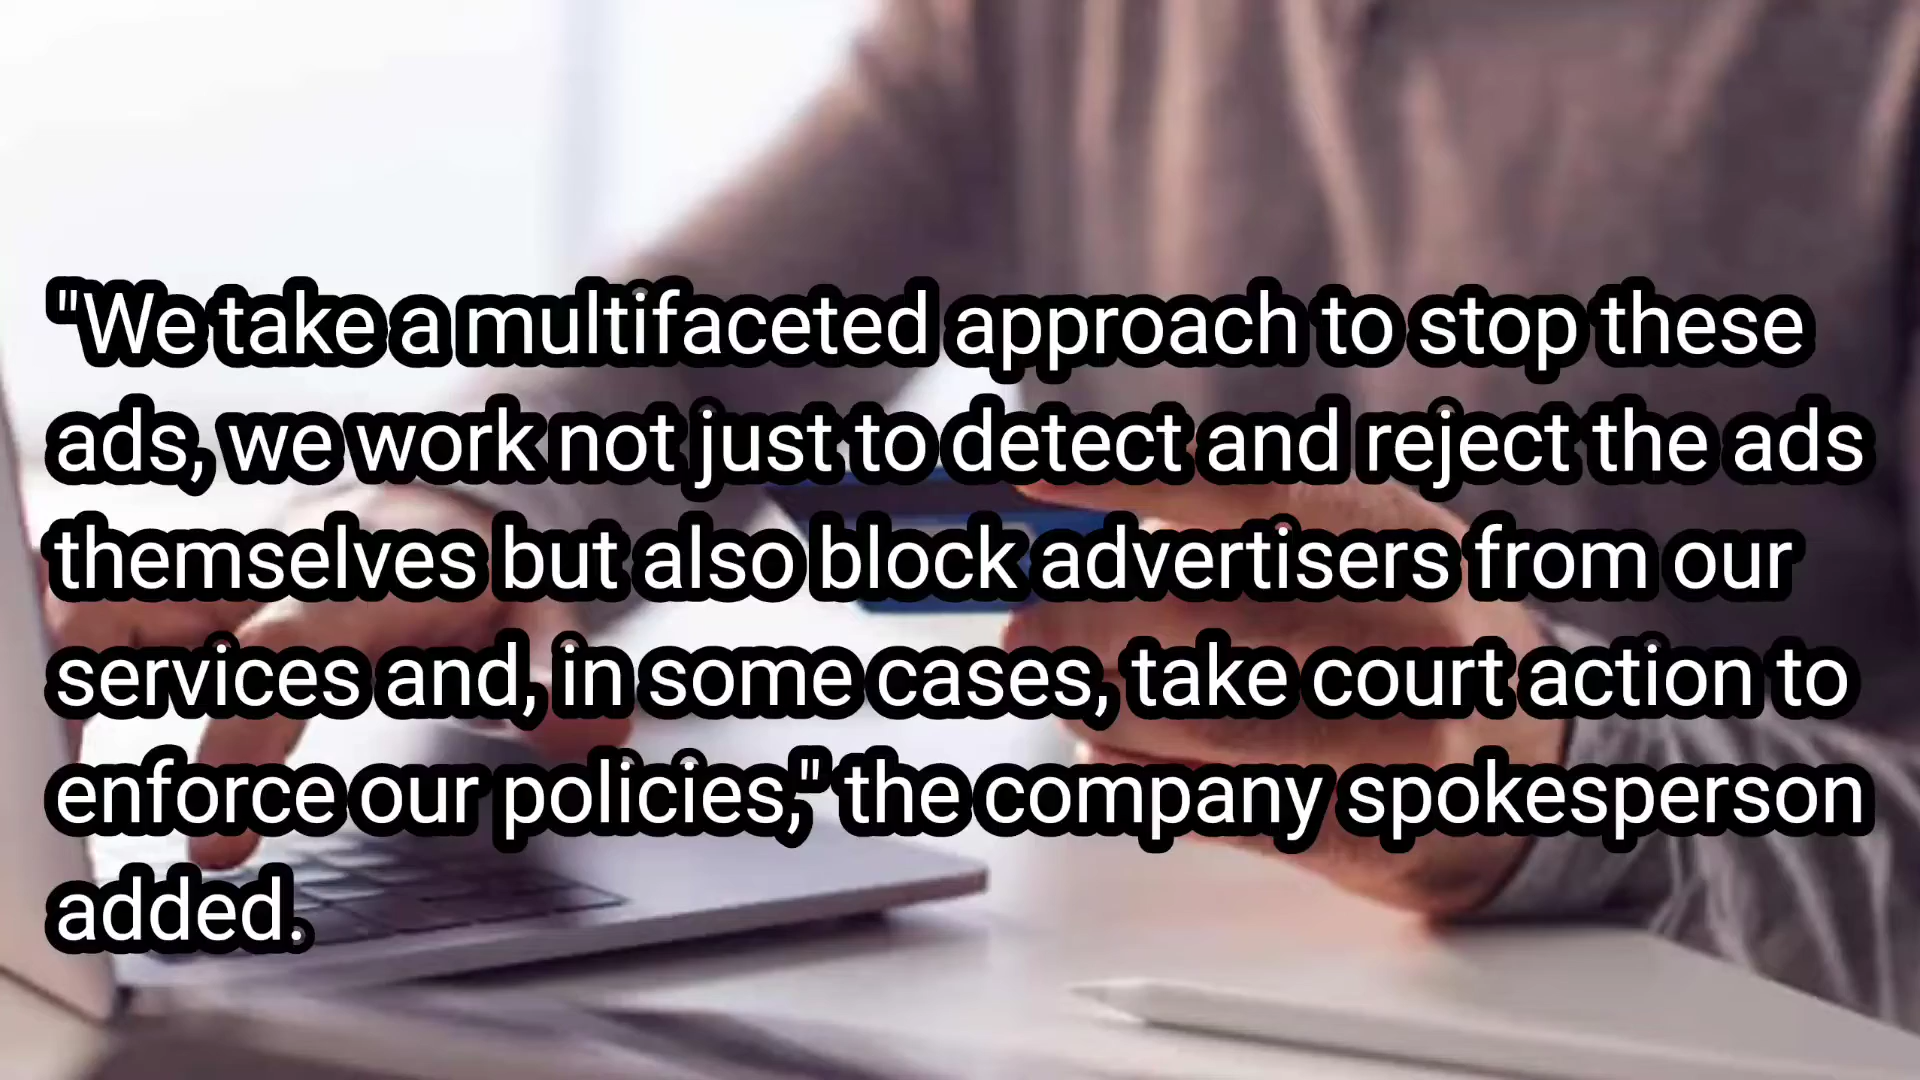 "We take a multifaceted approach to stop these
ads, we work not just to detect and reject the ads
themselves but also block advertisers from our
services and, in some cases, take court action to
enforce our policies," the company spokesperson
added.